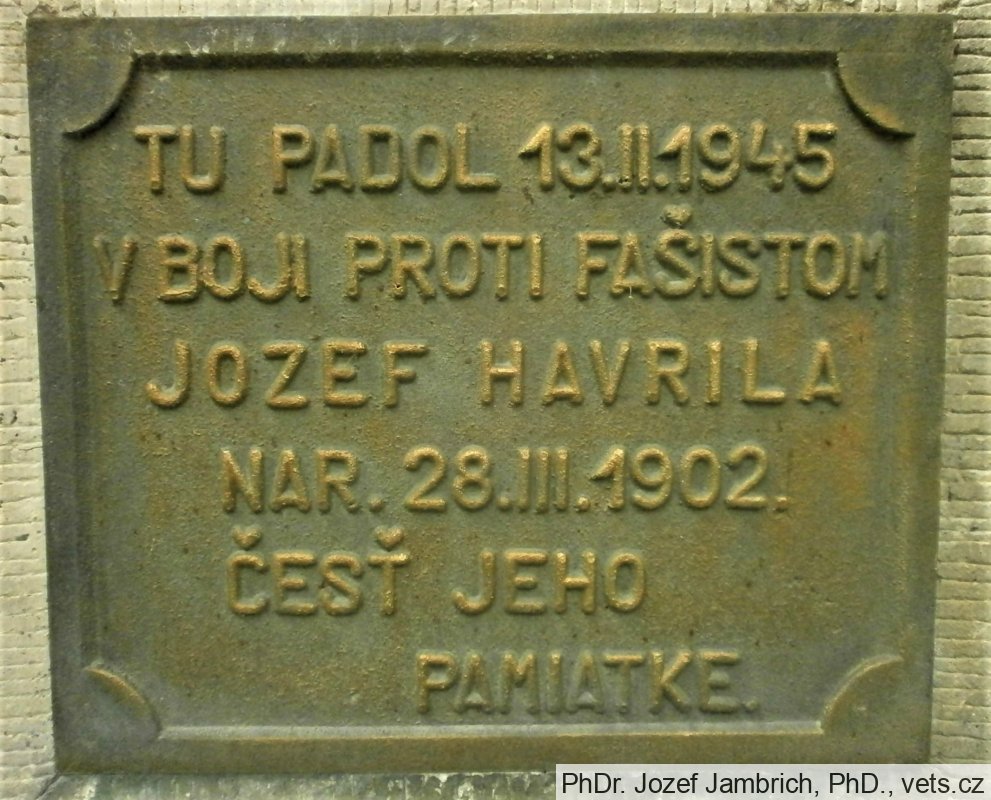 TU PADOL 13.II.1945
V BOJI PROTI FAŠISTOM
JOZEF HAVRILA
NAR. 28.III.1902.
ČESŤ JEHO
PAMIATKE.
PhDr. Jozef Jambrich, PhD., vets.cz